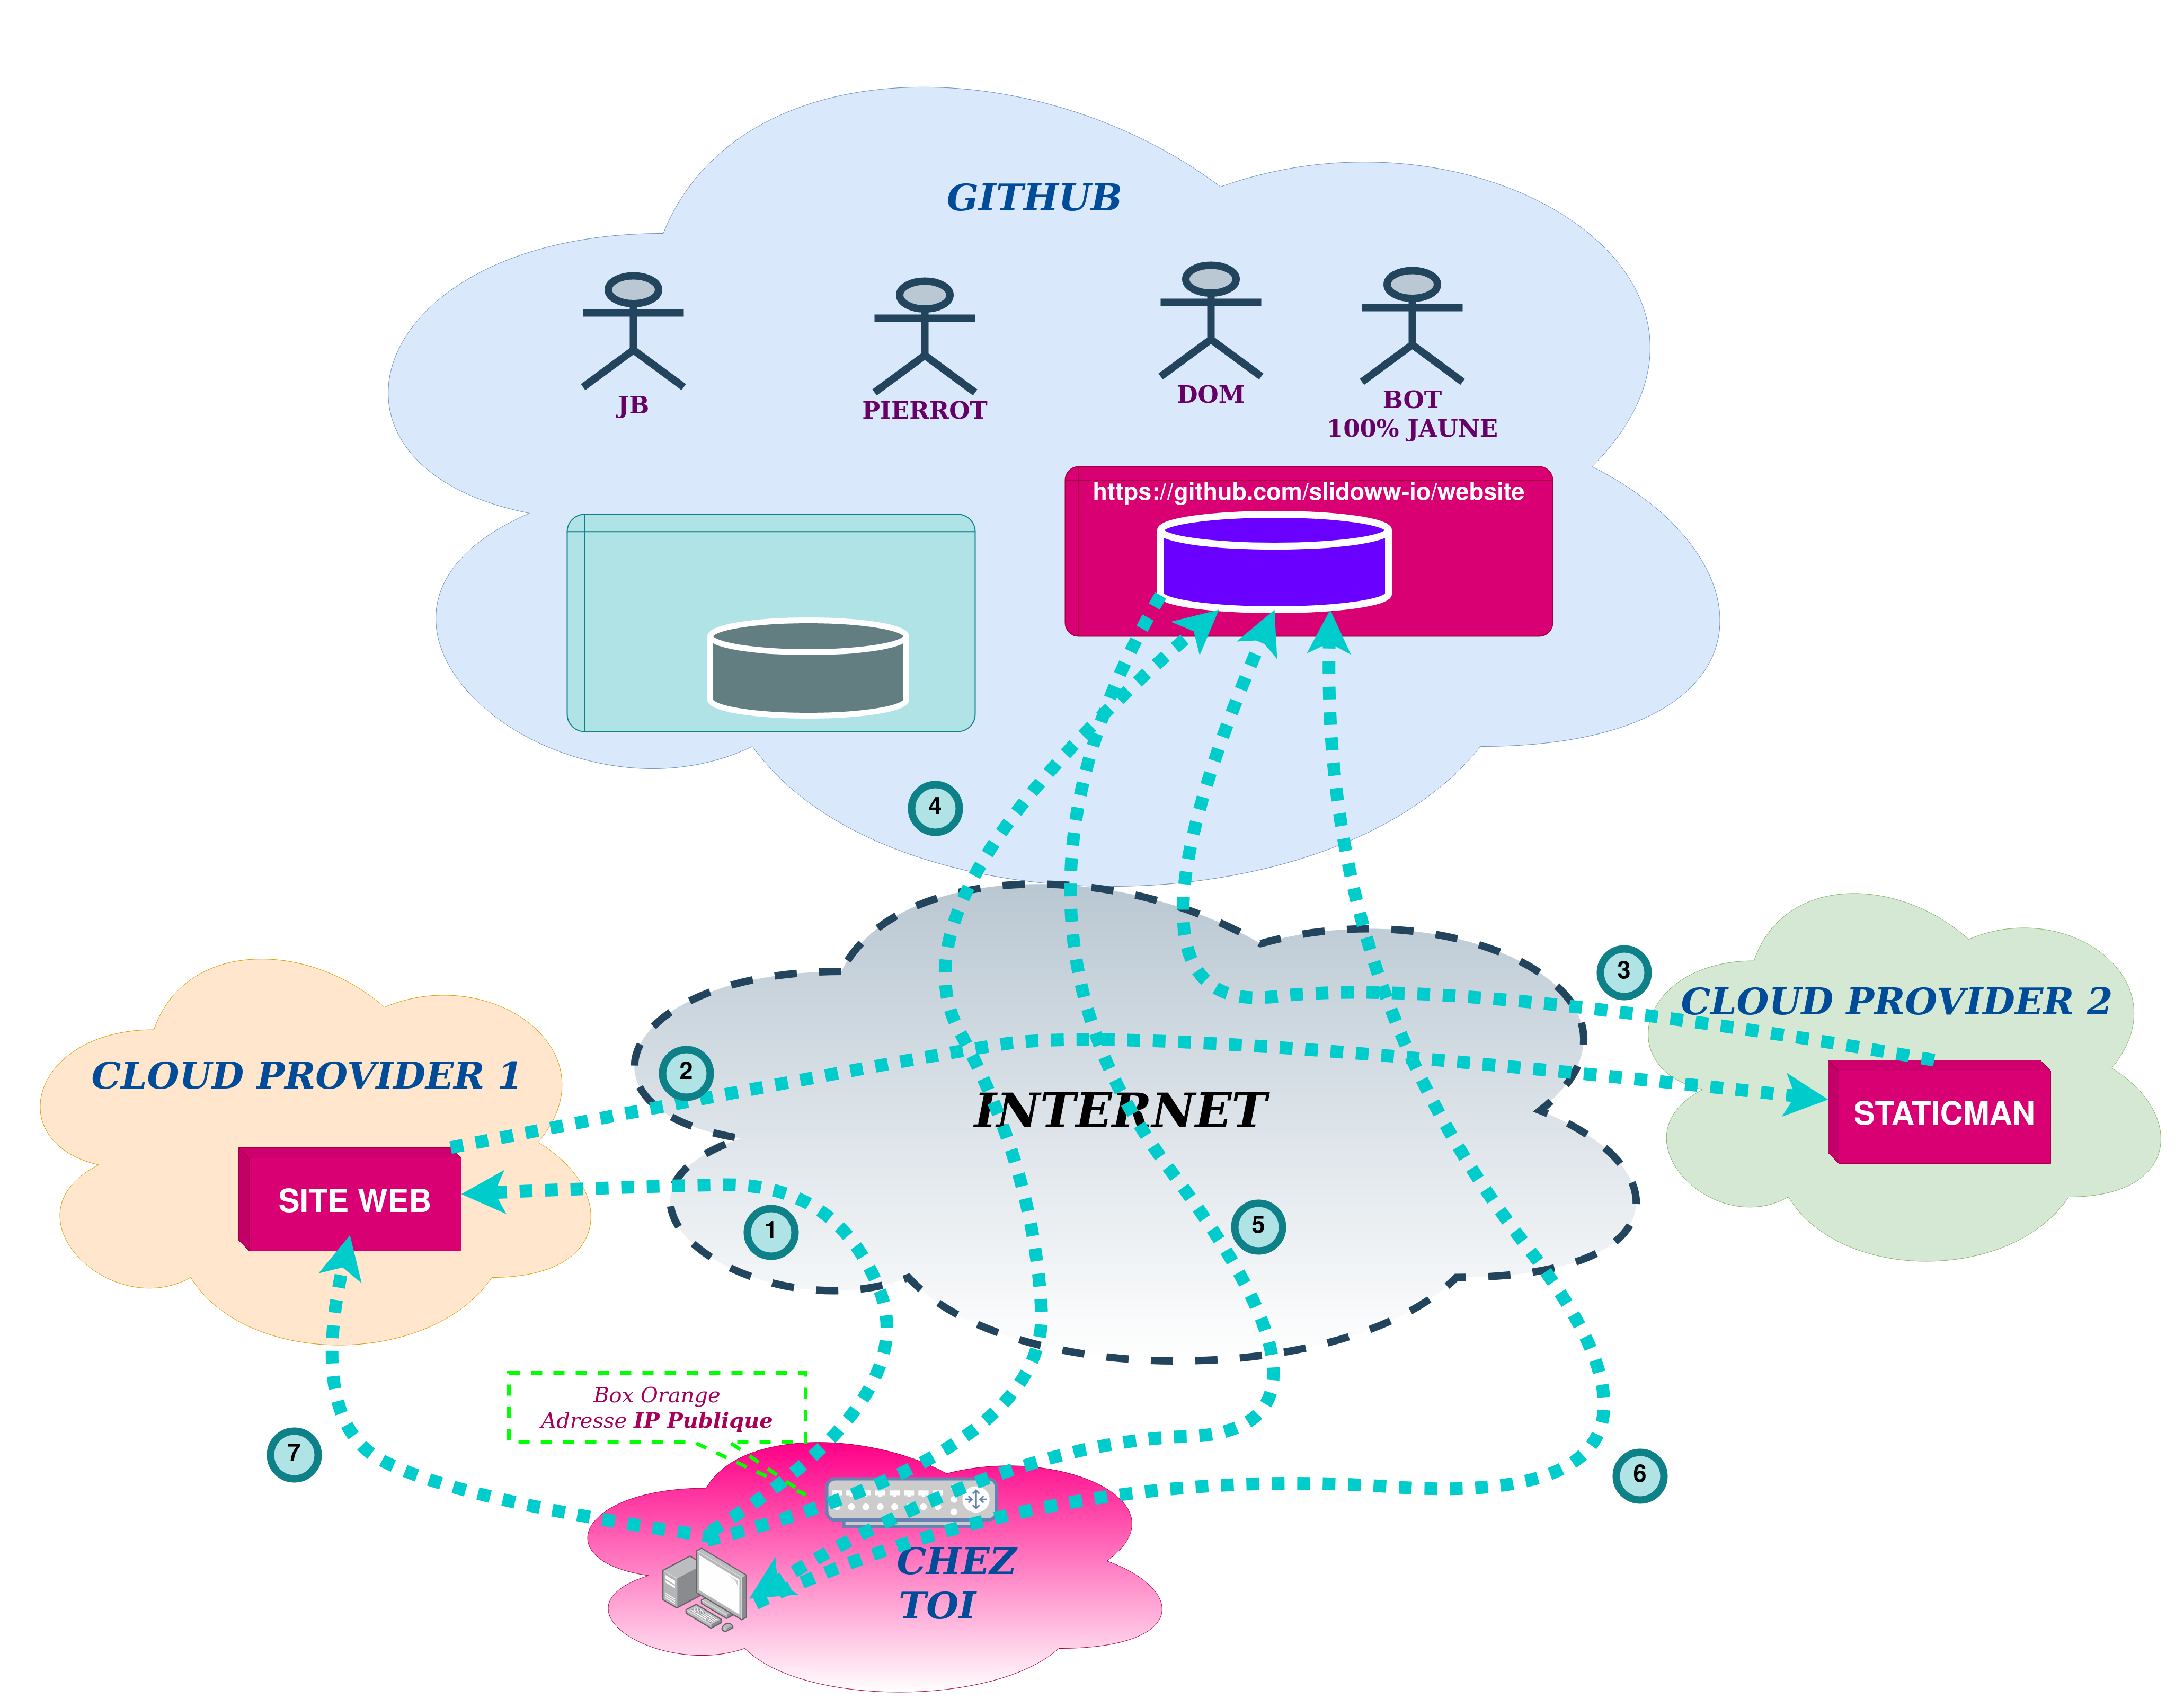 GITHUB
JB
PIERROT
DOM
BOT
100% JAUNE
https://github.com/slidoww-io/website
4
3
CLOUD PROVIDER 2
STATICMAN
CLOUD PROVIDER 1
2
INTERNET
SITE WEB
1
5
Box Orange
Adresse IP Publique
7
6
CHEZ
TOI